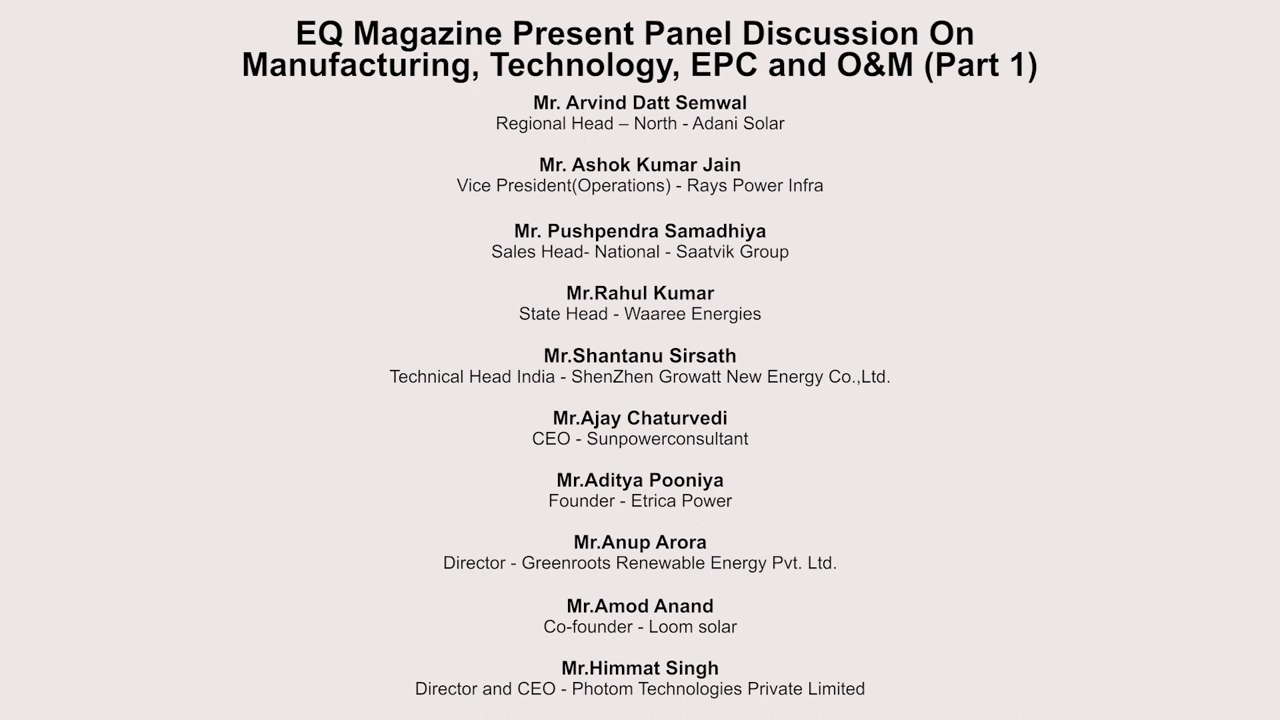 EQ Magazine Present Panel Discussion On
Manufacturing, Technology, EPC and O&M (Part 1)
Mr. Arvind Datt Semwal
Regional Head – North - Adani Solar
Mr. Ashok Kumar Jain
Vice President(Operations) - Rays Power Infra
Mr. Pushpendra Samadhiya
Sales Head- National - Saatvik Group
Mr.Rahul Kumar
State Head - Waaree Energies
Mr.Shantanu Sirsath
Technical Head India - ShenZhen Growatt New Energy Co.,Ltd.
Mr.Ajay Chaturvedi
CEO - Sunpowerconsultant
Mr.Aditya Pooniya
Founder - Etrica Power
Mr.Anup Arora
Director - Greenroots Renewable Energy Pvt. Ltd.
Mr.Amod Anand
Co-founder - Loom solar
Mr.Himmat Singh
Director and CEO - Photom Technologies Private Limited